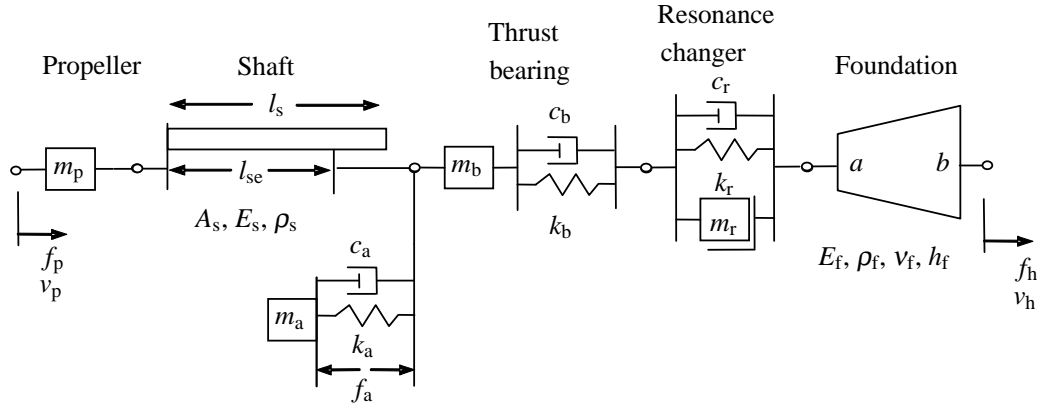 Propeller
Shaft
Thrust
bearing
Resonance
changer
Foundation
l_s
l_se
A_s, E_s, ρ_s
m_p
f_p
v_p
m_a
c_a
k_a
f_a
m_b
c_b
k_b
c_r
k_r
m_r
a
b
E_f, ρ_f, ν_f, h_f
f_h
v_h